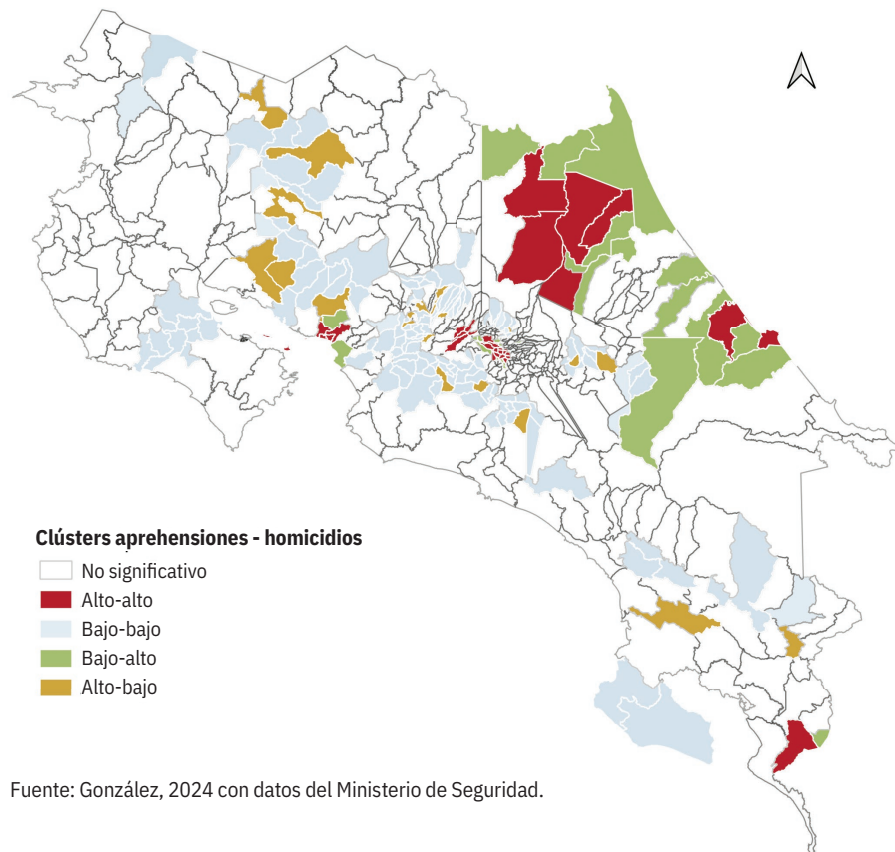 Clústers aprehensiones - homicidios
No significativo
Alto-alto
Bajo-bajo
Bajo-alto
Alto-bajo
Fuente: González, 2024 con datos del Ministerio de Seguridad.